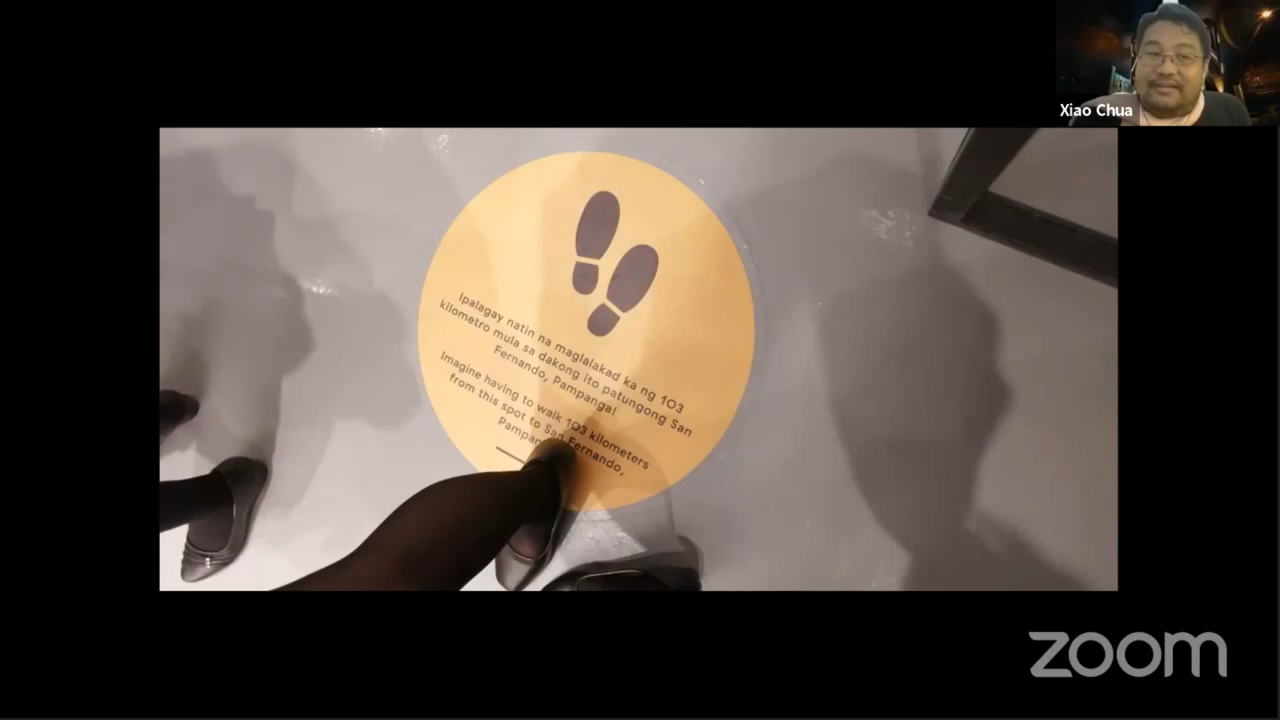 Xiao Chua
Ipalagay natin na maglalakad ka ng 103
kilometro mula sa dakong ito patungong San
Fernando, Pampanga!
Imagine having to walk 103 kilometers
from this spot to San Fernando,
zoom